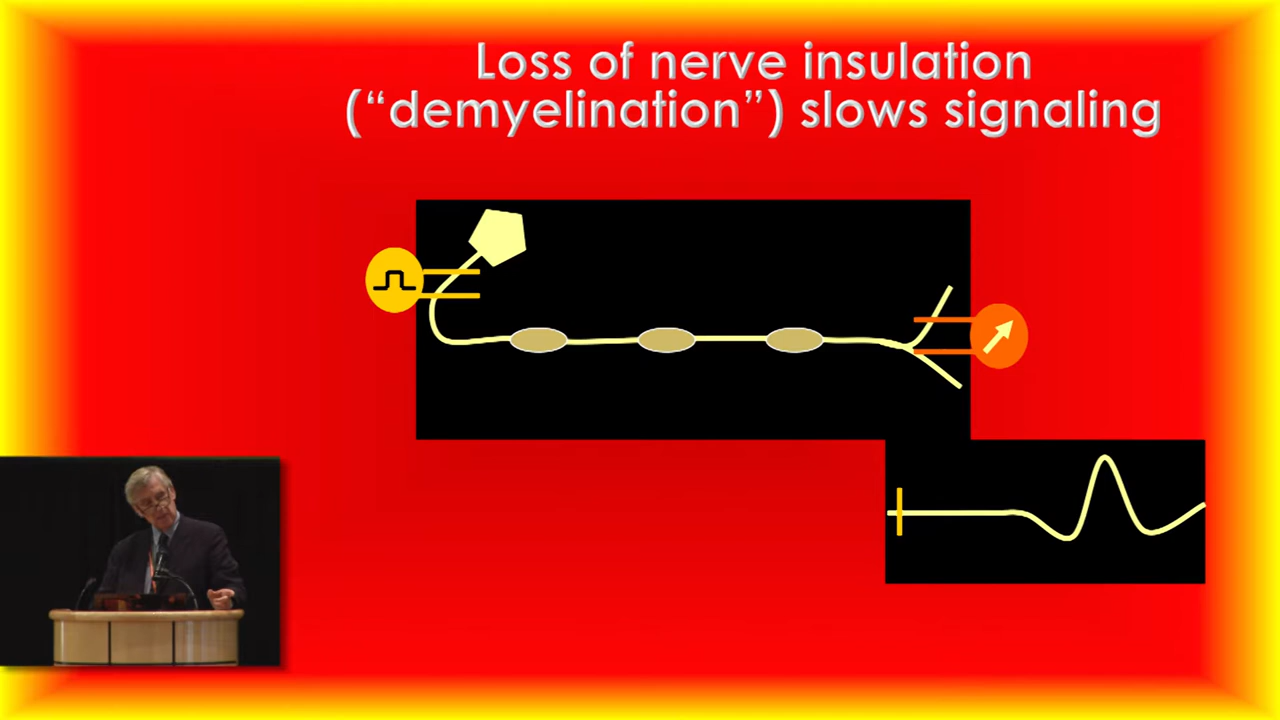 Loss of nerve insulation
(“demyelination”) slows signaling